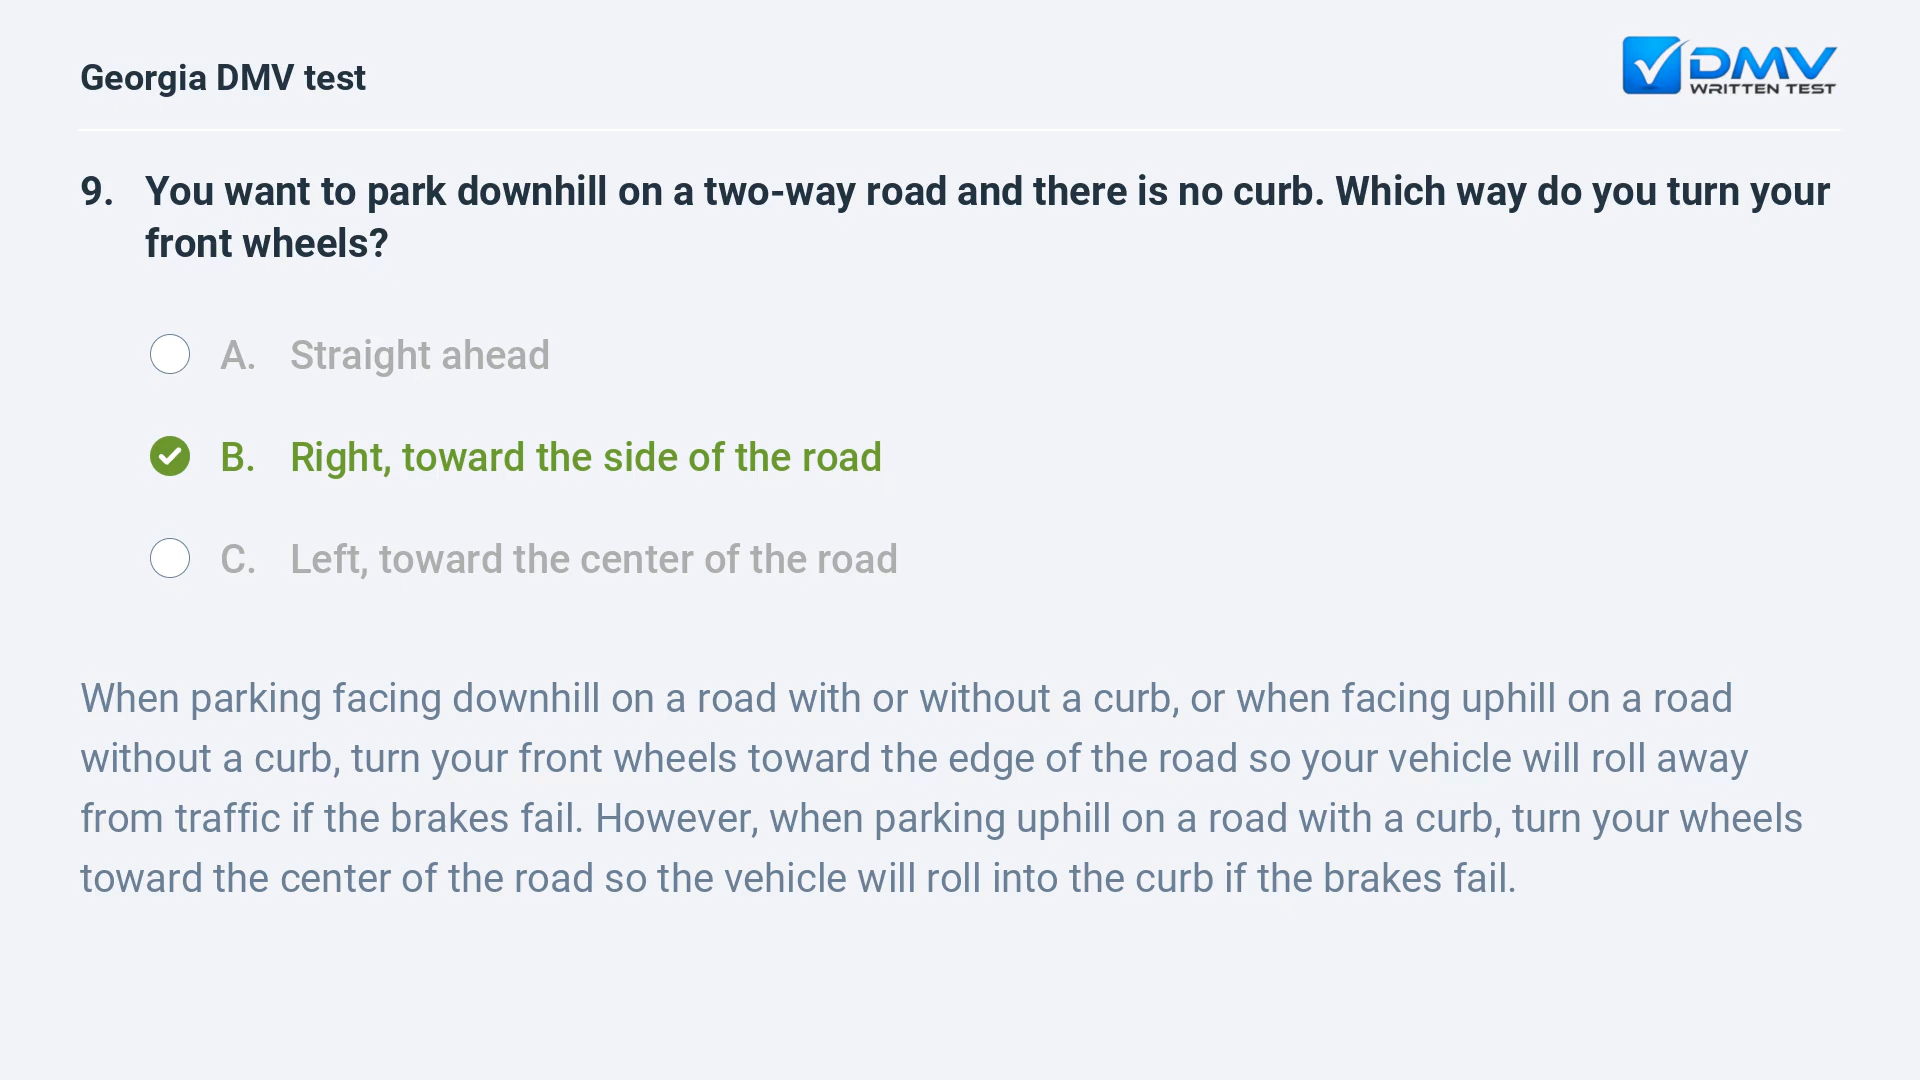 Georgia DMV test
DMV
WRITTEN TEST
9. You want to park downhill on a two-way road and there is no curb. Which way do you turn your
front wheels?
A. Straight ahead
B. Right, toward the side of the road
C. Left, toward the center of the road
When parking facing downhill on a road with or without a curb, or when facing uphill on a road
without a curb, turn your front wheels toward the edge of the road so your vehicle will roll away
from traffic if the brakes fail. However, when parking uphill on a road with a curb, turn your wheels
toward the center of the road so the vehicle will roll into the curb if the brakes fail.